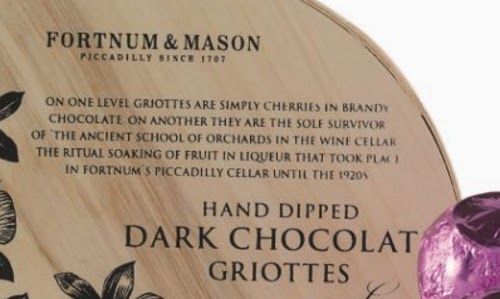 FORTNUM & MASON
PICCADILLY SINCE 1707
ON ONE LEVEL GRIOTTES ARE SIMPLY CHERRIES IN BRANDY
CHOCOLATE. ON ANOTHER THEY ARE THE SOLE SURVIVOR
OF THE ANCIENT SCHOOL OF ORCHARDS IN THE WINE CELLAR
THE RITUAL SOAKING OF FRUIT IN LIQUEUR THAT TOOK PLACE
IN FORTNUM'S PICCADILLY CELLAR UNTIL THE 1920S
HAND DIPPED
DARK CHOCOLAT
GRIOTTES